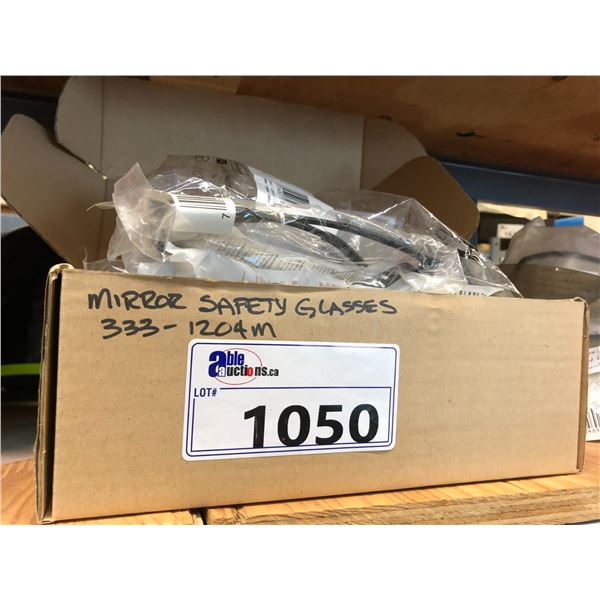 MIRROR SAFETY GLASSES
333-1204M
able
auctions.ca
LOT#
1050